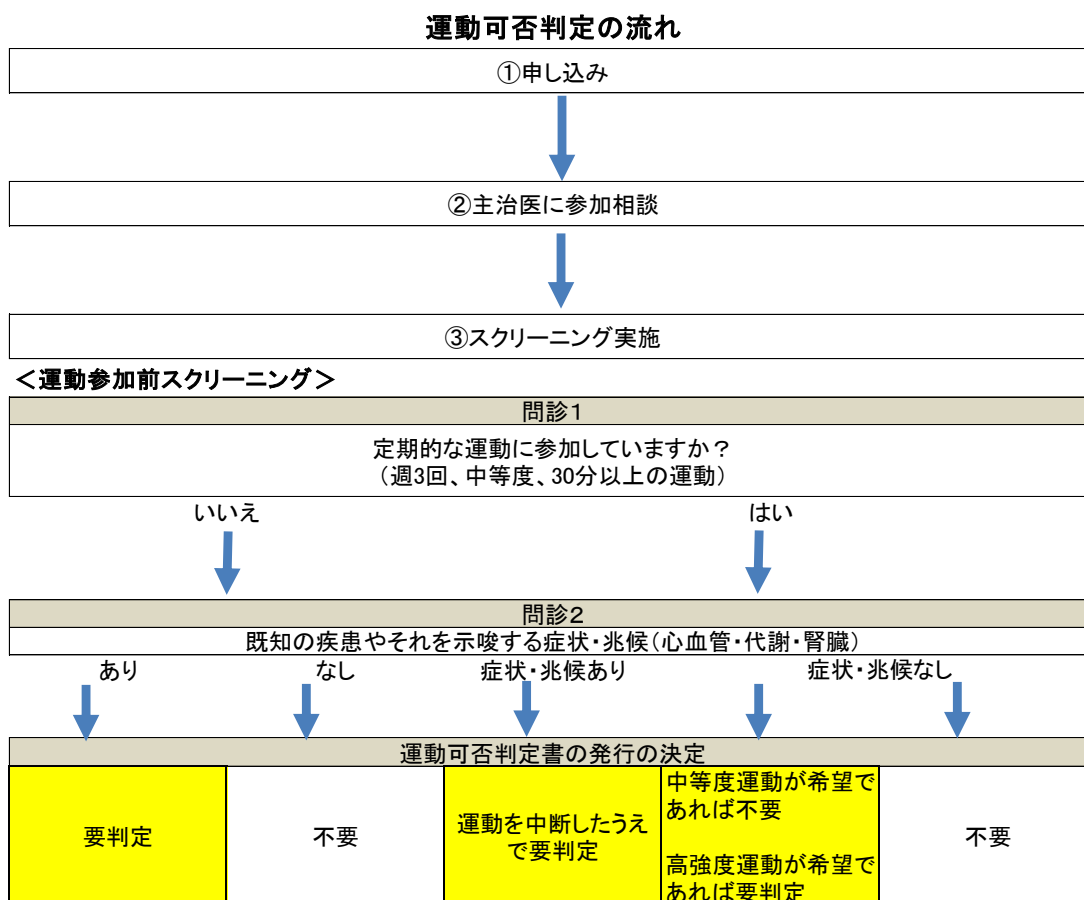 運動可否判定の流れ
①申し込み
②主治医に参加相談
③スクリーニング実施
＜運動参加前スクリーニング＞
問診1
定期的な運動に参加していますか？
（週3回、中等度、30分以上の運動）
いいえ
はい
問診2
既知の疾患やそれを示唆する症状・兆候（心血管・代謝・腎臓）
あり
なし
症状・兆候あり
症状・兆候なし
運動可否判定書の発行の決定
要判定
不要
運動を中断したうえ
で要判定
中等度運動が希望で
あれば不要
高強度運動が希望で
あれば要判定
不要